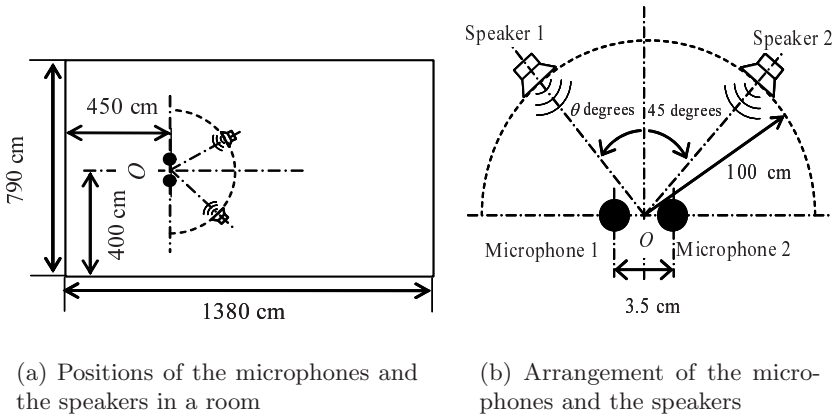 450 cm
790 cm
O
400 cm
1380 cm
(a) Positions of the microphones and
the speakers in a room
Speaker 1
Speaker 2
θ degrees
45 degrees
100 cm
Microphone 1
O
Microphone 2
3.5 cm
(b) Arrangement of the micro-
phones and the speakers